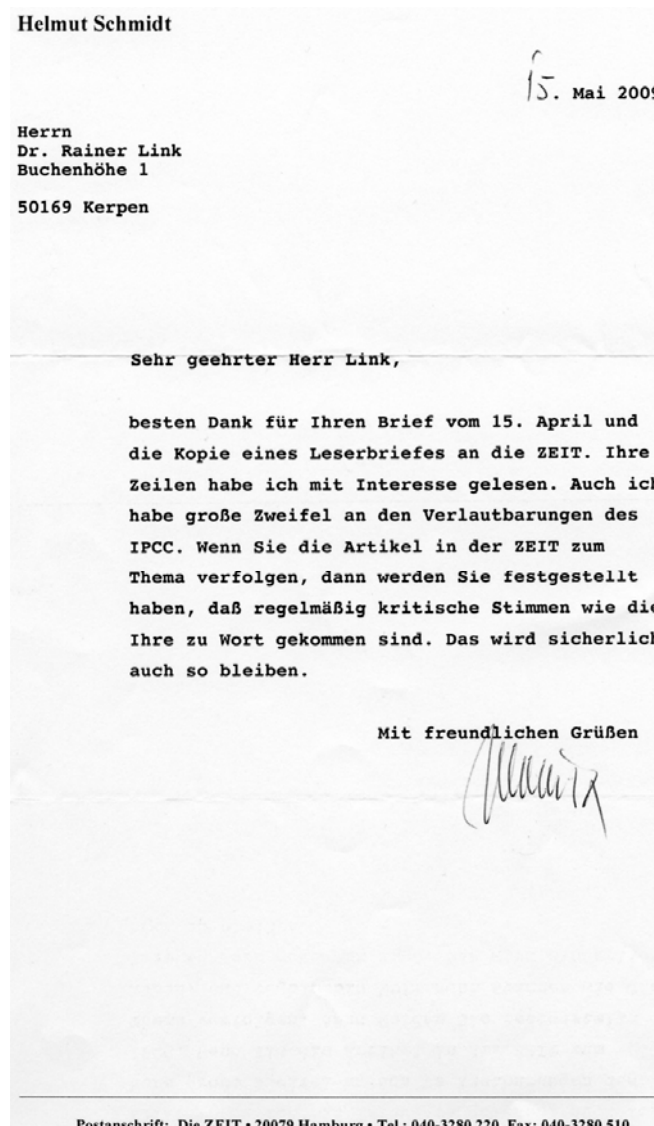 Helmut Schmidt
15. Mai 2009
Herrn
Dr. Rainer Link
Buchenhöhe 1
50169 Kerpen
Sehr geehrter Herr Link,
besten Dank für Ihren Brief vom 15. April und
die Kopie eines Leserbriefes an die ZEIT. Ihre
Zeilen habe ich mit Interesse gelesen. Auch ich
habe große Zweifel an den Verlautbarungen des
IPCC. Wenn Sie die Artikel in der ZEIT zum
Thema verfolgen, dann werden Sie festgestellt
haben, daß regelmäßig kritische Stimmen wie die
Ihre zu Wort gekommen sind. Das wird sicherlich
auch so bleiben.
Mit freundlichen Grüßen
Postanschrift: Die ZEIT • 20079 Hamburg • Tel.: 040-3280 220, Fax: 040-3280 510